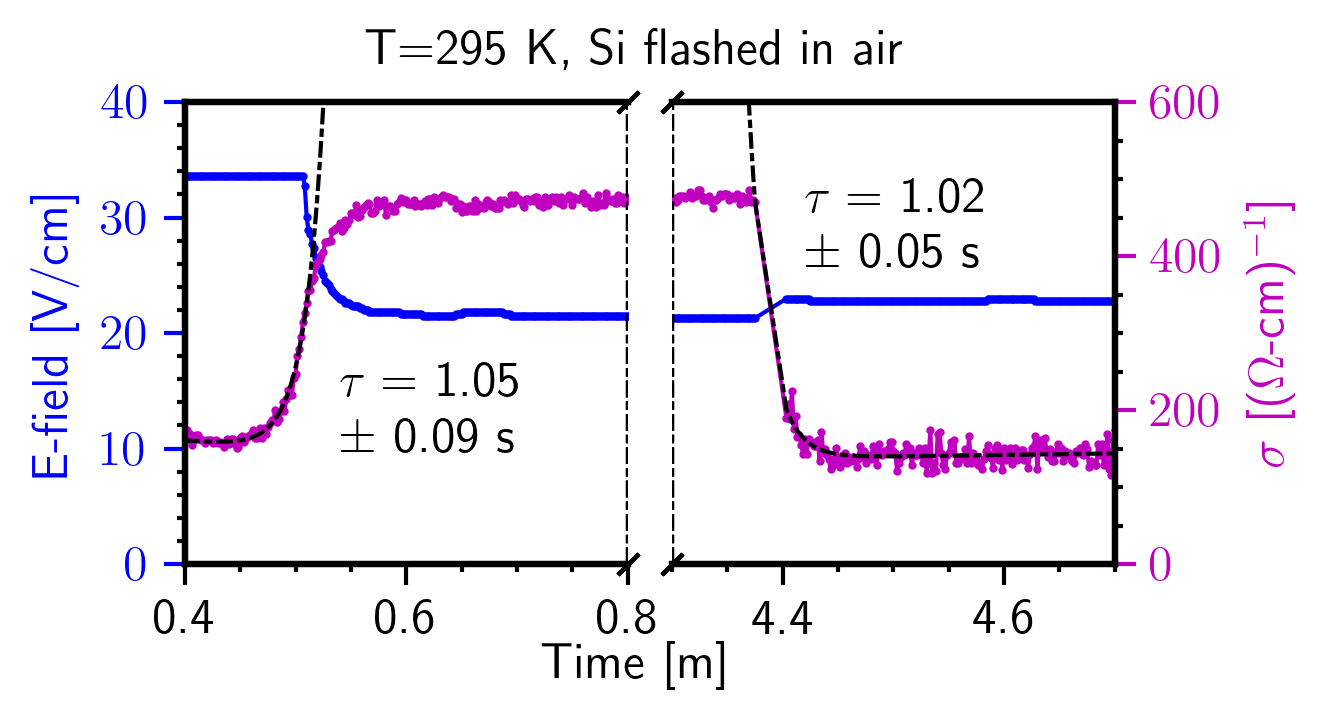 T=295 K, Si flashed in air
40
30
20
10
0
E-field [V/cm]
τ = 1.05
± 0.09 s
τ = 1.02
± 0.05 s
600
400
200
0
σ [(Ω-cm)⁻¹]
0.4
0.6
0.8
4.4
4.6
Time [m]